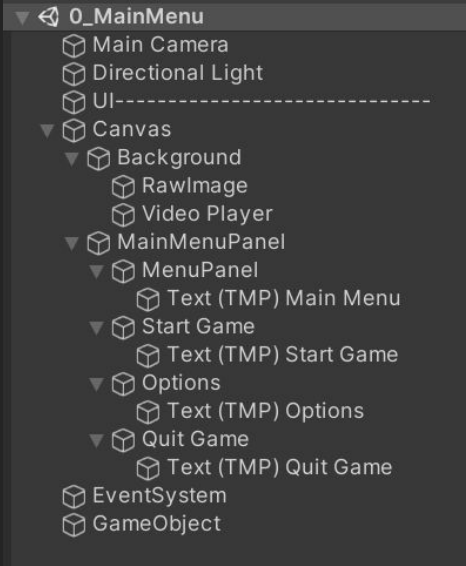 0_MainMenu
Main Camera
Directional Light
UI------------------------------
Canvas
Background
RawImage
Video Player
MainMenuPanel
MenuPanel
Text (TMP) Main Menu
Start Game
Text (TMP) Start Game
Options
Text (TMP) Options
Quit Game
Text (TMP) Quit Game
EventSystem
GameObject